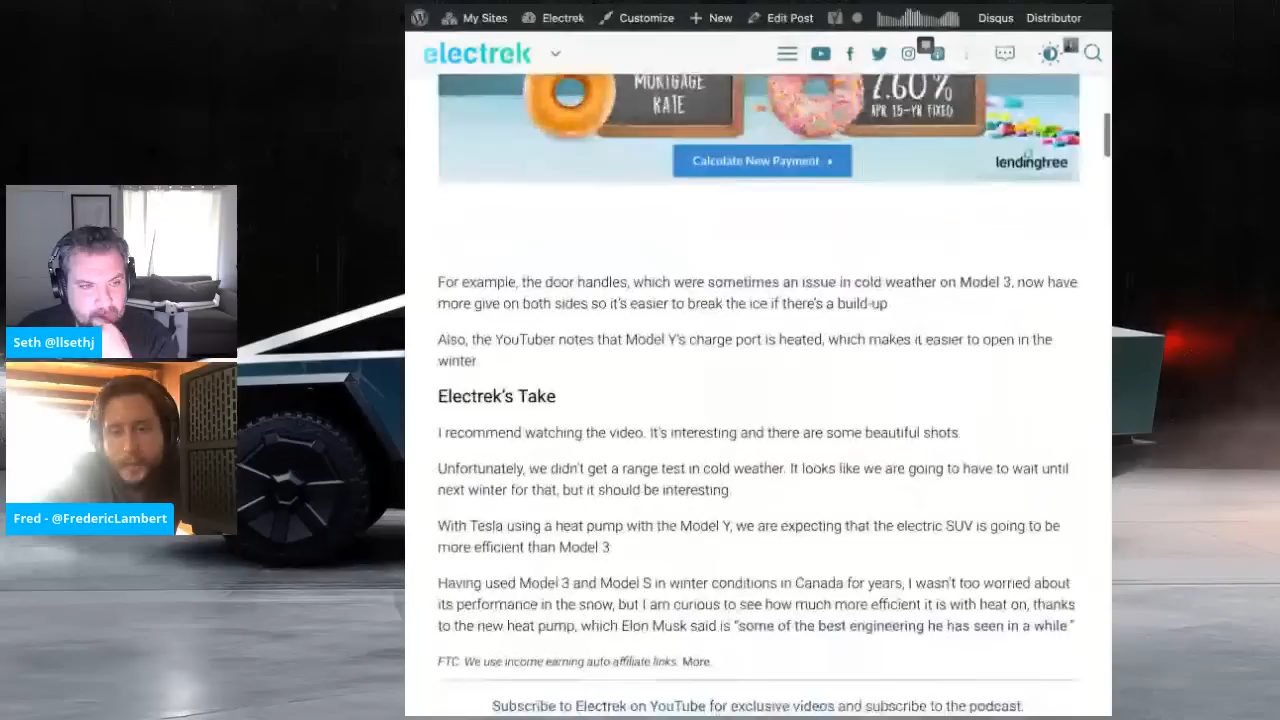 My Sites
Electrek
Customize
New
Edit Post
Disqus
Distributor
electrek
MORTGAGE
RATE
APR 15-YR FIXED
Calculate New Payment
lendingtree
For example, the door handles, which were sometimes an issue in cold weather on Model 3, now have
more give on both sides so it's easier to break the ice if there's a build-up
Also, the YouTuber notes that Model Y's charge port is heated, which makes it easier to open in the
winter.
Electrek's Take
I recommend watching the video. It's interesting and there are some beautiful shots.
Unfortunately, we didn't get a range test in cold weather. It looks like we are going to have to wait until
next winter for that, but it should be interesting.
With Tesla using a heat pump with the Model Y, we are expecting that the electric SUV is going to be
more efficient than Model 3
Having used Model 3 and Model S in winter conditions in Canada for years, I wasn't too worried about
its performance in the snow, but I am curious to see how much more efficient it is with heat on, thanks
to the new heat pump, which Elon Musk said is “some of the best engineering he has seen in a while”
FTC: We use income earning auto affiliate links. More.
Subscribe to Electrek on YouTube for exclusive videos and subscribe to the podcast.
Seth @llsethj
Fred - @FredericLambert